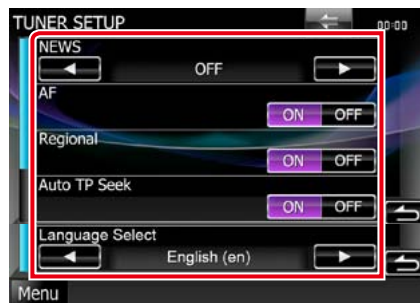 TUNER SETUP
00:00
NEWS
OFF
AF
ON OFF
Regional
ON OFF
Auto TP Seek
ON OFF
Language Select
English (en)
Menu